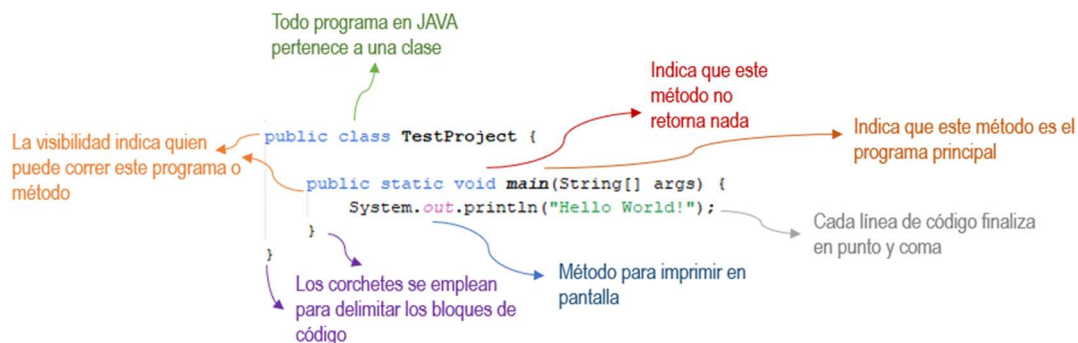 Todo programa en JAVA
pertenece a una clase
Indica que este
método no
retorna nada
public class TestProject {
La visibilidad indica quien
puede correr este programa o
método
Indica que este método es el
programa principal
public static void main(String[] args) {
System.out.println("Hello World!");
Cada línea de código finaliza
en punto y coma
}
}
Método para imprimir en
pantalla
Los corchetes se emplean
para delimitar los bloques de
código